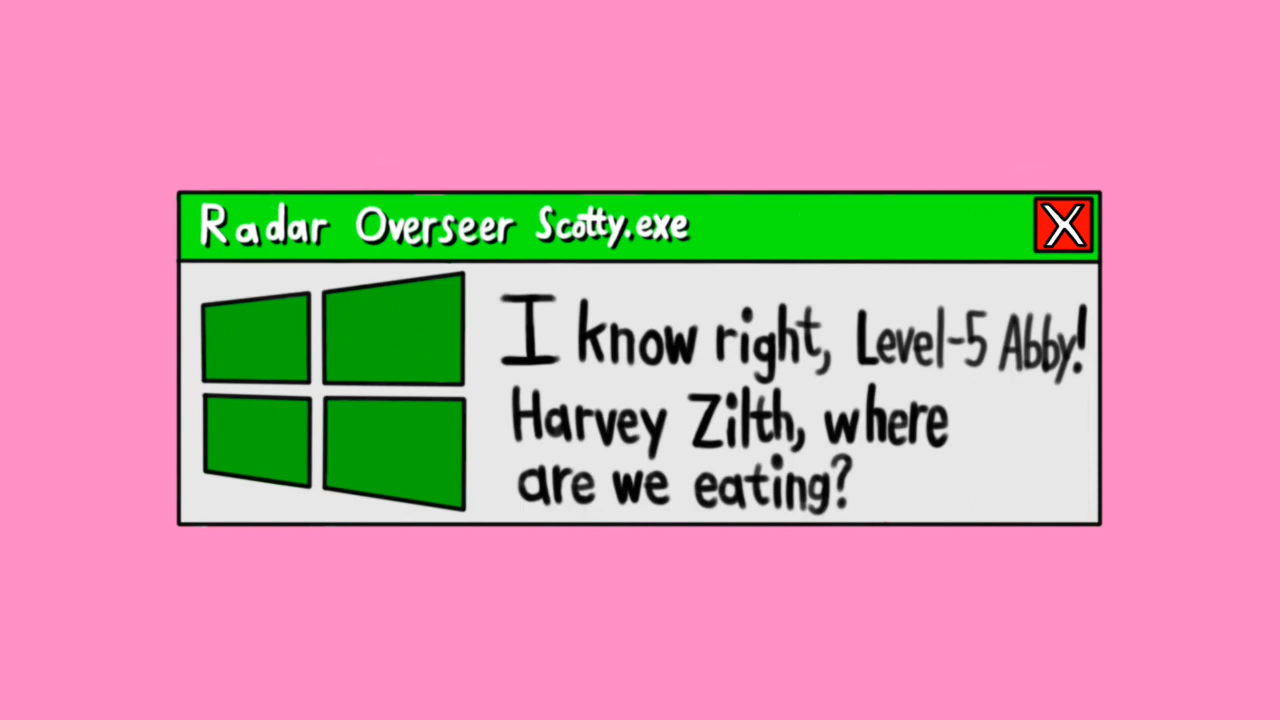 Radar Overseer Scotty.exe
X
I know right, Level-5 Abby!
Harvey Zilth, where
are we eating?